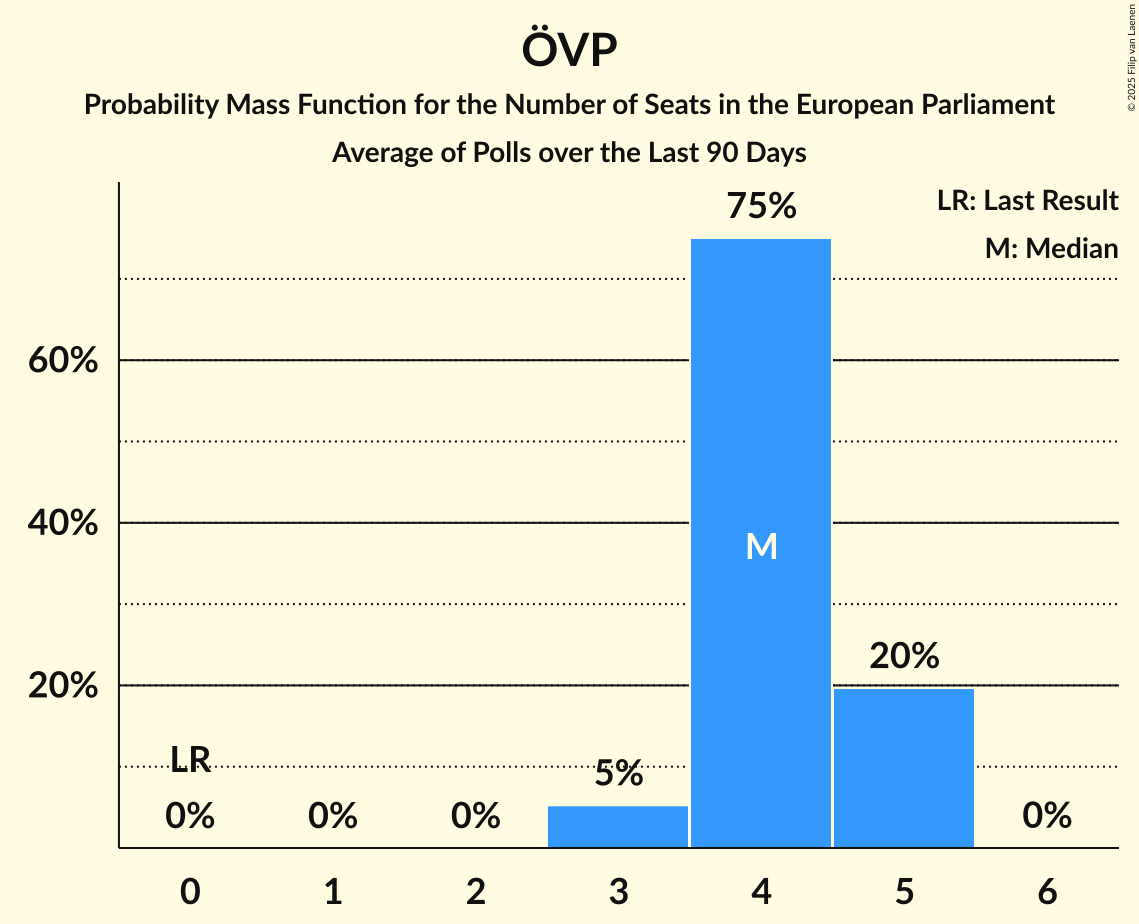 ÖVP
Probability Mass Function for the Number of Seats in the European Parliament
Average of Polls over the Last 90 Days
© 2025 Filip van Laenen
LR: Last Result
M: Median
75%
60%
40%
M
20%
20%
LR
5%
0%
0%
0%
0%
0 1 2 3 4 5 6